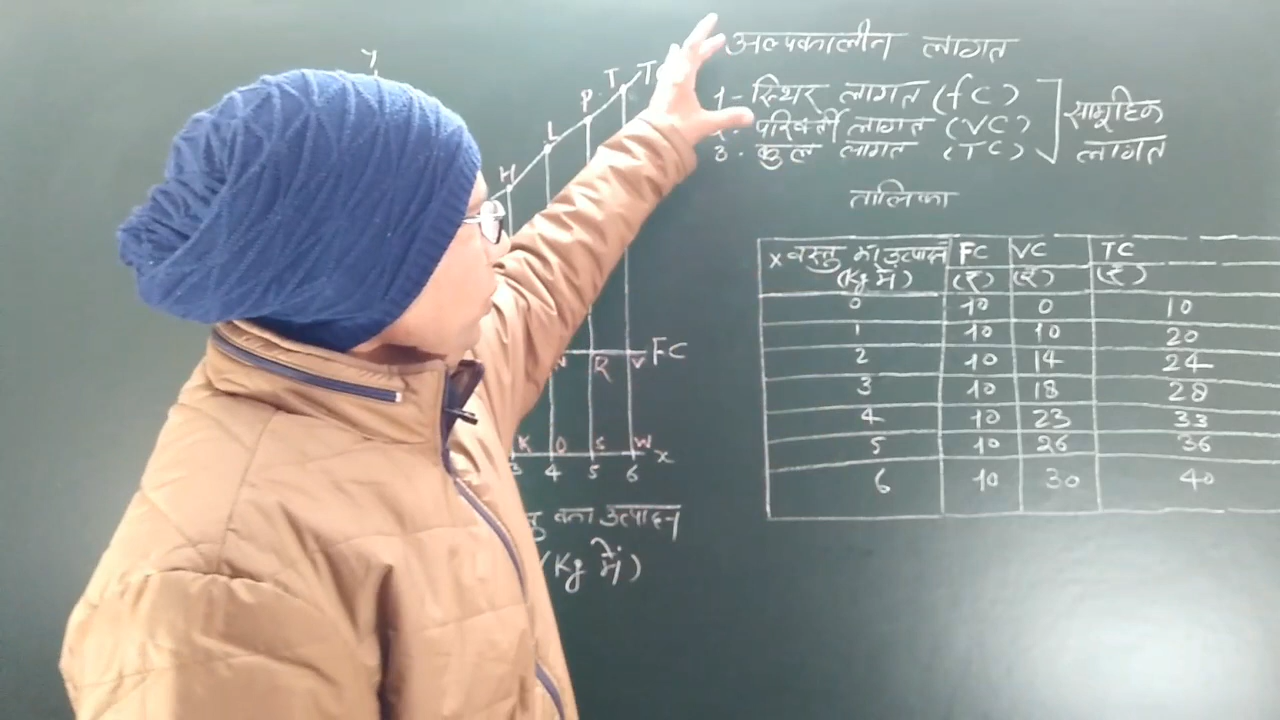 अल्पकालीन लागत
1- स्थिर लागत (fC)
2- परिवर्ती लागत (VC)
3. कुल लागत (TC)
सामूहिक
लागत
तालिका
x वस्तु का उत्पादन FC VC TC
(Kg में) (₹) (₹) (₹)
0 10 0 10
1 10 10 20
2 10 14 24
3 10 18 28
4 10 23 33
5 10 26 36
6 10 30 40
Y
H L P T T
FC
R V
K O S W x
3 4 5 6
का उत्पादन
(Kg में)